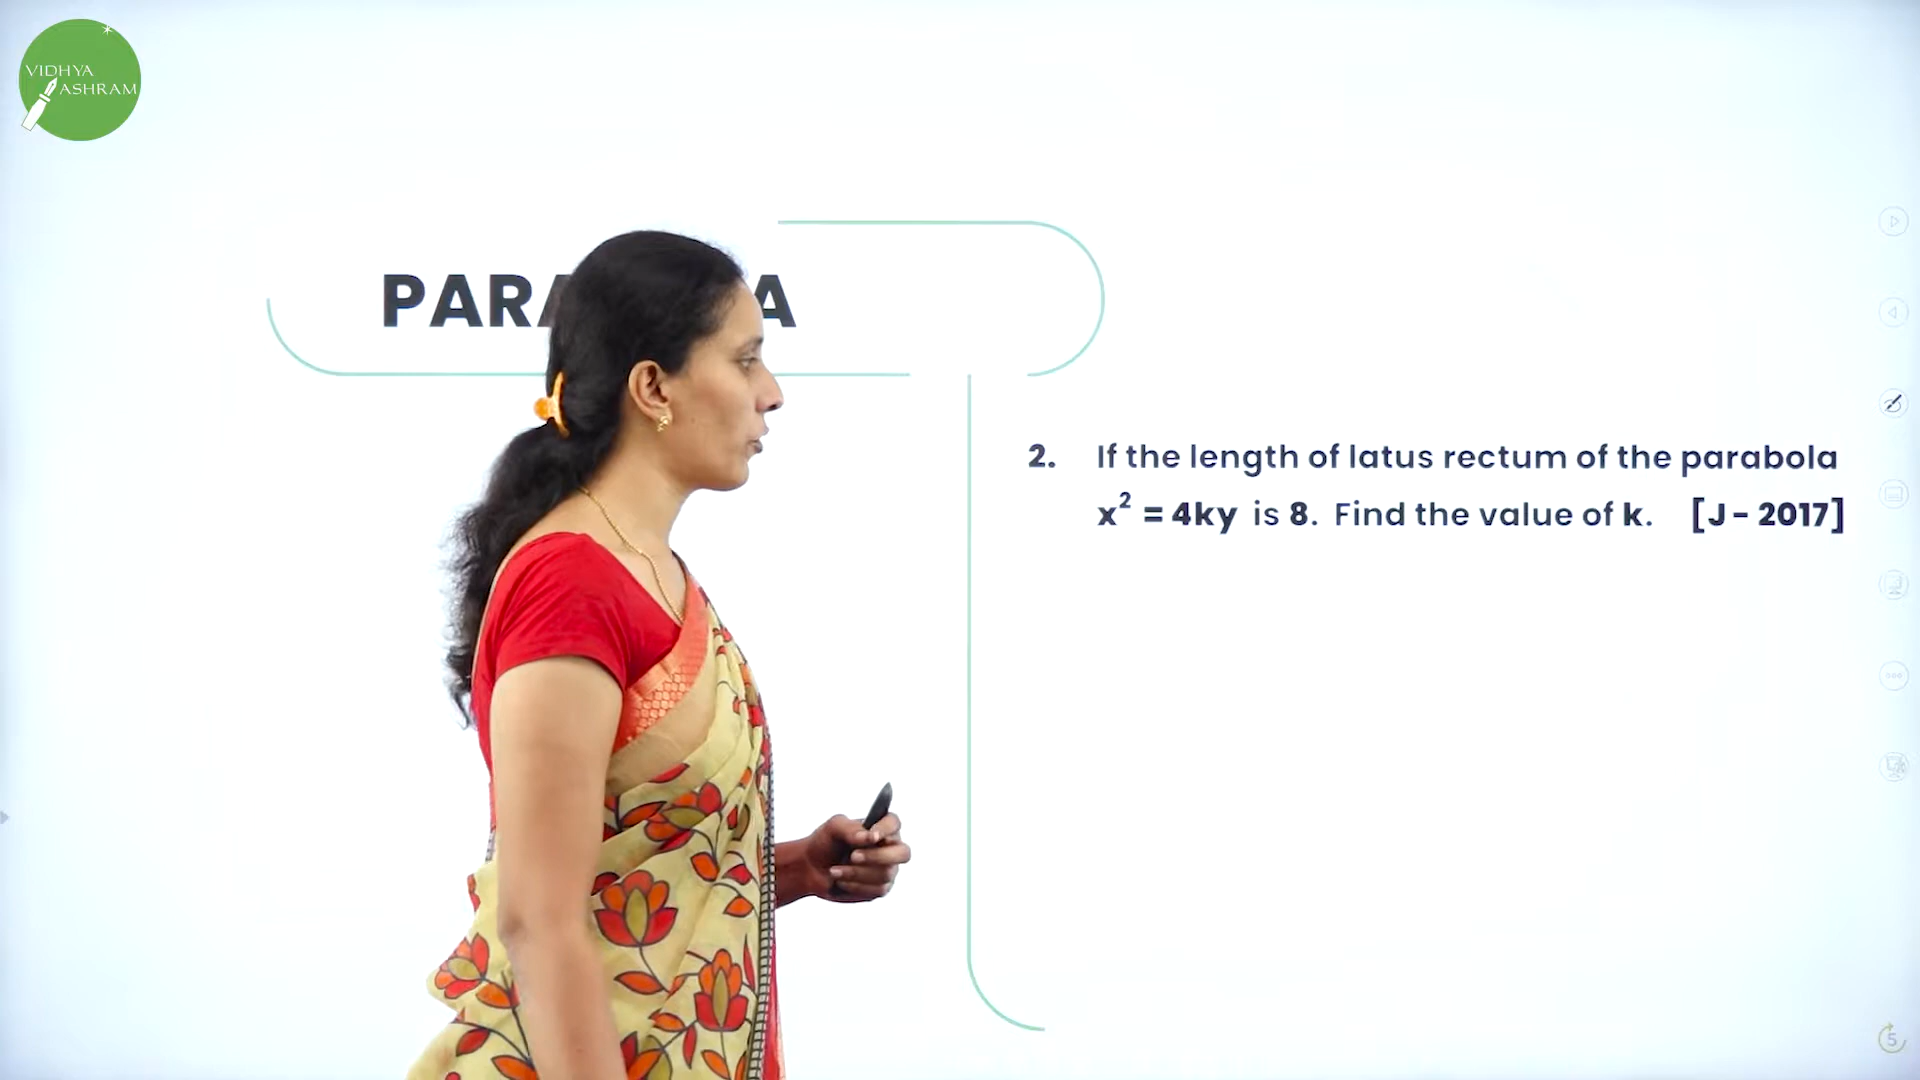 VIDHYA
ASHRAM
2. If the length of latus rectum of the parabola
x² = 4ky is 8. Find the value of k. [J - 2017]
5